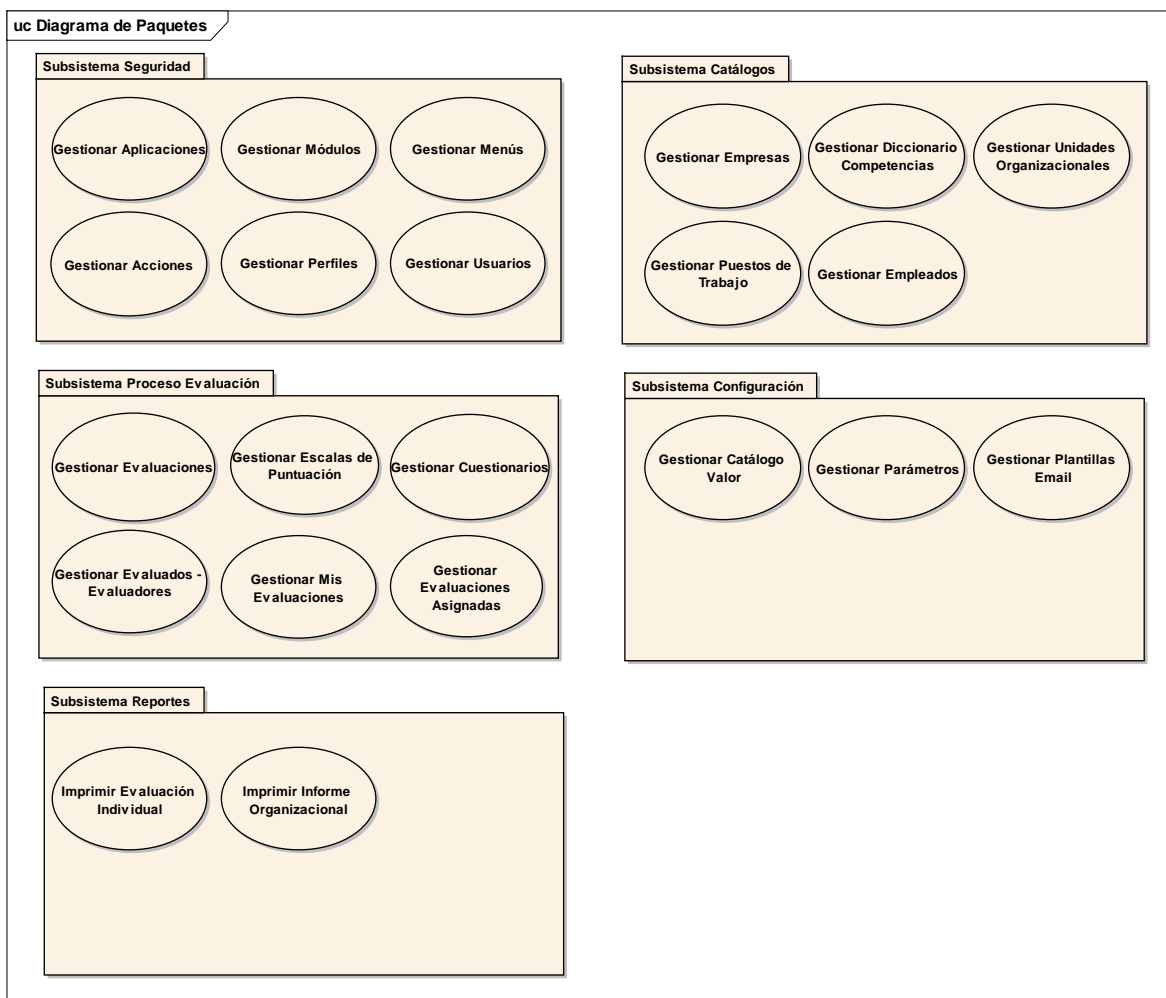 uc Diagrama de Paquetes
Subsistema Seguridad
Gestionar Aplicaciones
Gestionar Módulos
Gestionar Menús
Gestionar Acciones
Gestionar Perfiles
Gestionar Usuarios
Subsistema Catálogos
Gestionar Empresas
Gestionar Diccionario
Competencias
Gestionar Unidades
Organizacionales
Gestionar Puestos de
Trabajo
Gestionar Empleados
Subsistema Proceso Evaluación
Gestionar Evaluaciones
Gestionar Escalas de
Puntuación
Gestionar Cuestionarios
Gestionar Evaluados -
Evaluadores
Gestionar Mis
Evaluaciones
Gestionar
Evaluaciones
Asignadas
Subsistema Configuración
Gestionar Catálogo
Valor
Gestionar Parámetros
Gestionar Plantillas
Email
Subsistema Reportes
Imprimir Evaluación
Individual
Imprimir Informe
Organizacional